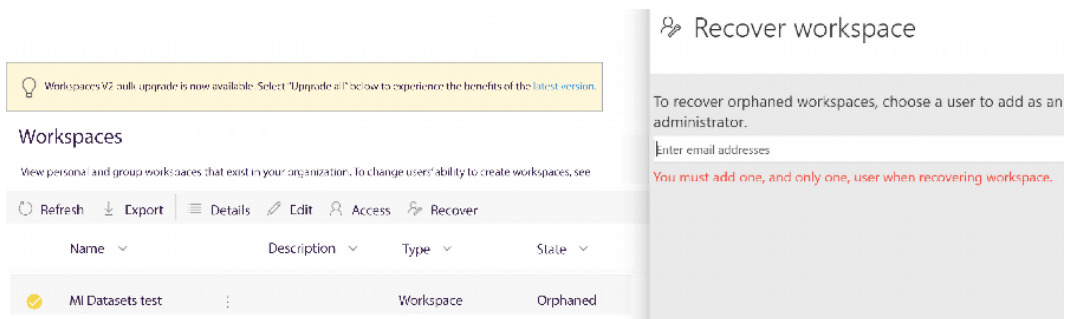 Recover workspace
Workspaces V2 bulk upgrade is now available. Select "Upgrade all" below to experience the benefits of the latest version.
To recover orphaned workspaces, choose a user to add as an
administrator.
Enter email addresses
You must add one, and only one, user when recovering workspace.
Workspaces
View personal and group workspaces that exist in your organization. To change users' ability to create workspaces, see
Refresh Export Details Edit Access Recover
Name Description Type State
MI Datasets test Workspace Orphaned